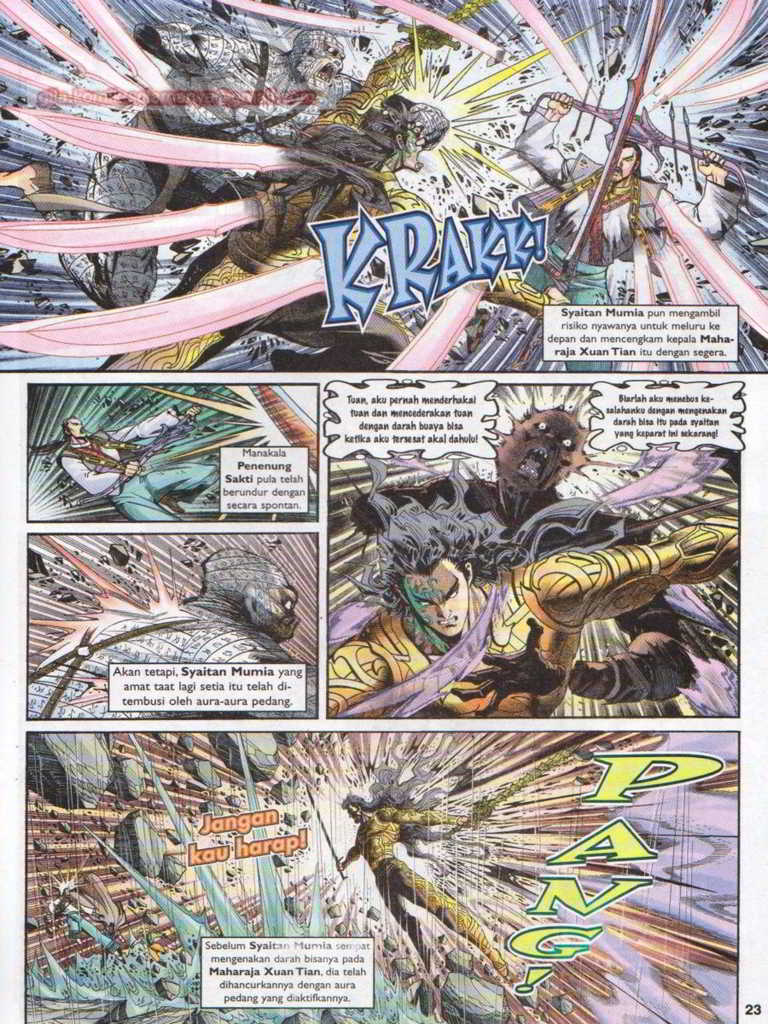 KRAKK!
Syaitan Mumia pun mengambil
risiko nyawanya untuk meluru ke
depan dan mencengkam kepala Maha-
raja Xuan Tian itu dengan segera.
Manakala
Penenung
Sakti pula telah
berundur dengan
secara spontan.
Tuan, aku pernah menderhakai
tuan dan mencederakan tuan
dengan darah buaya bisa
ketika aku tersesat akal dahulu!
Biarlah aku menebus ke-
salahanku dengan mengenakan
darah bisa itu pada syaitan
yang keparat ini sekarang!
Akan tetapi, Syaitan Mumia yang
amat taat lagi setia itu telah di-
tembusi oleh aura-aura pedang.
Jangan
kau harap!
PANG!
Sebelum Syaitan Mumia sempat
mengenakan darah bisanya pada
Maharaja Xuan Tian, dia telah
dihancurkannya dengan aura
pedang yang diaktifkannya.
23